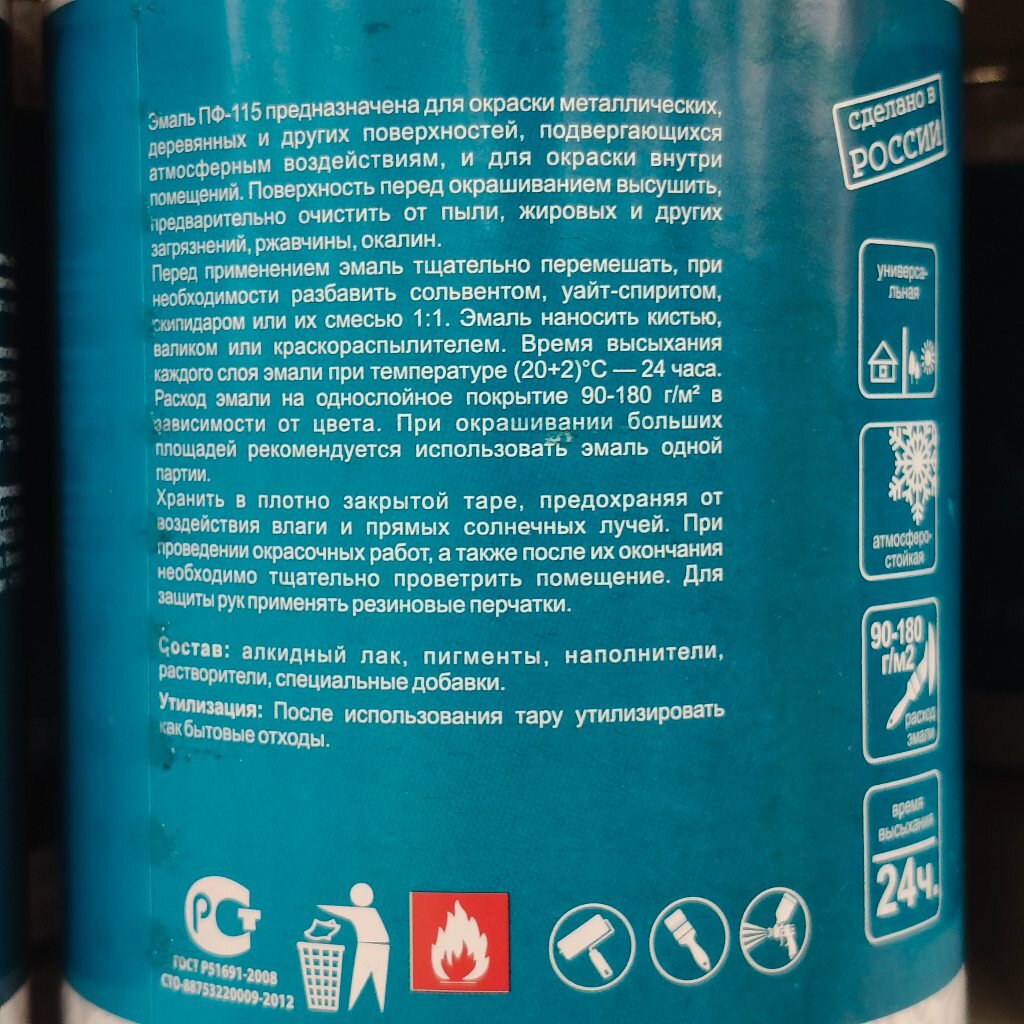 Эмаль ПФ-115 предназначена для окраски металлических,
деревянных и других поверхностей, подвергающихся
атмосферным воздействиям, и для окраски внутри
помещений. Поверхность перед окрашиванием высушить,
предварительно очистить от пыли, жировых и других
загрязнений, ржавчины, окалин.
Перед применением эмаль тщательно перемешать, при
необходимости разбавить сольвентом, уайт-спиритом,
скипидаром или их смесью 1:1. Эмаль наносить кистью,
валиком или краскораспылителем. Время высыхания
каждого слоя эмали при температуре (20+2)°С — 24 часа.
Расход эмали на однослойное покрытие 90-180 г/м² в
зависимости от цвета. При окрашивании больших
площадей рекомендуется использовать эмаль одной
партии.
Хранить в плотно закрытой таре, предохраняя от
воздействия влаги и прямых солнечных лучей. При
проведении окрасочных работ, а также после их окончания
необходимо тщательно проветрить помещение. Для
защиты рук применять резиновые перчатки.
Состав: алкидный лак, пигменты, наполнители,
растворители, специальные добавки.
Утилизация: После использования тару утилизировать
как бытовые отходы.
РСТ
ГОСТ Р51691-2008
СТО-88753220009-2012
сделано в
РОССИИ
универса-
льная
атмосферо-
стойкая
90-180
г/м2
расход
эмали
время
высыхания
24ч.